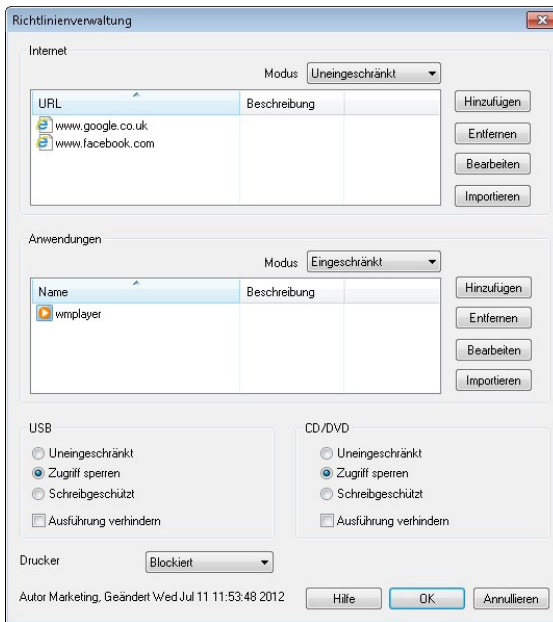 Richtlinienverwaltung
Internet
Modus Uneingeschränkt
URL Beschreibung
www.google.co.uk
www.facebook.com
Hinzufügen
Entfernen
Bearbeiten
Importieren
Anwendungen
Modus Eingeschränkt
Name Beschreibung
wmplayer
Hinzufügen
Entfernen
Bearbeiten
Importieren
USB
Uneingeschränkt
Zugriff sperren
Schreibgeschützt
Ausführung verhindern
CD/DVD
Uneingeschränkt
Zugriff sperren
Schreibgeschützt
Ausführung verhindern
Drucker Blockiert
Autor Marketing, Geändert Wed Jul 11 11:53:48 2012
Hilfe OK Annullieren